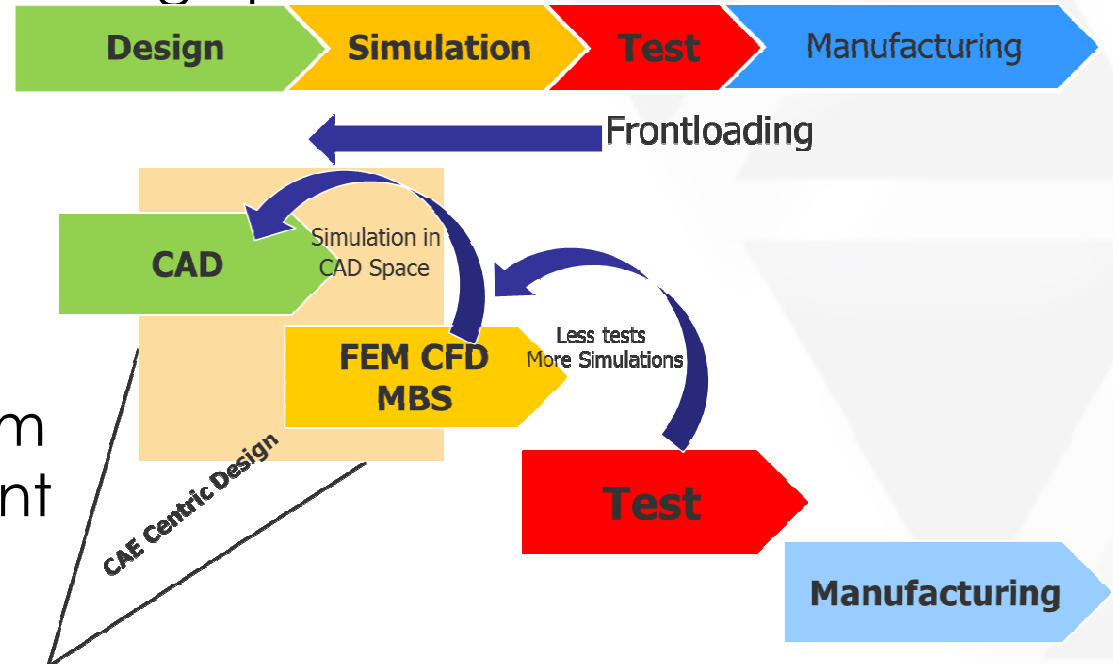 Design
Simulation
Test
Manufacturing
Frontloading
Simulation in
CAD Space
CAD
Less tests
More Simulations
FEM CFD
MBS
m
nt
CAE Centric Design
Test
Manufacturing